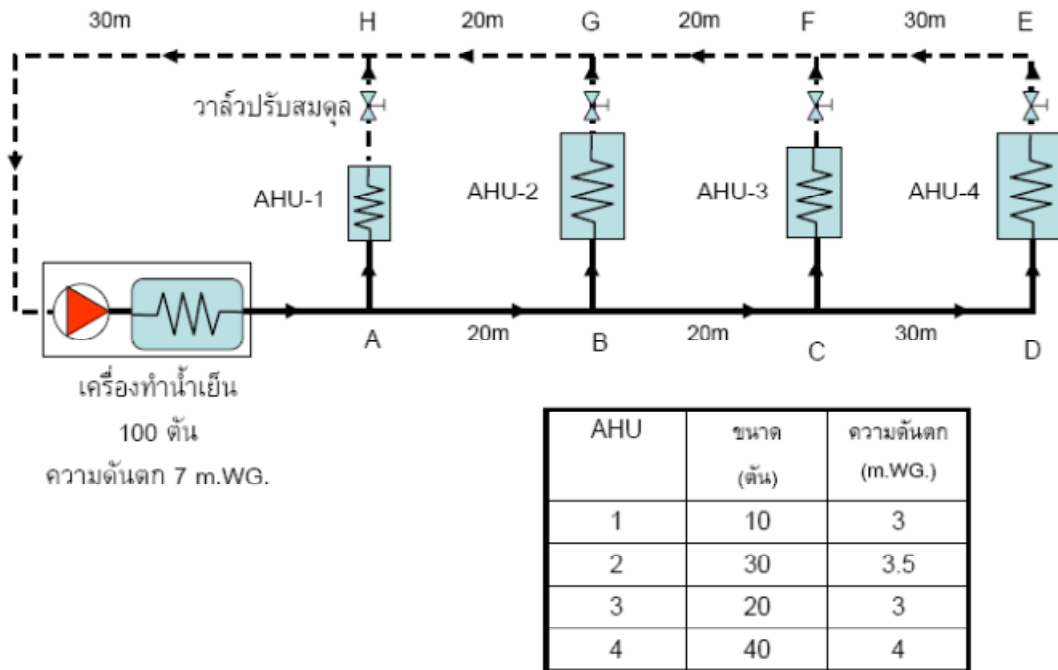 30m H 20m G 20m F 30m E
วาล์วปรับสมดุล
AHU-1 AHU-2 AHU-3 AHU-4
A 20m B 20m C 30m D
เครื่องทำน้ำเย็น
100 ตัน
ความดันตก 7 m.WG.
AHU ขนาด ความดันตก
(ตัน) (m.WG.)
1 10 3
2 30 3.5
3 20 3
4 40 4